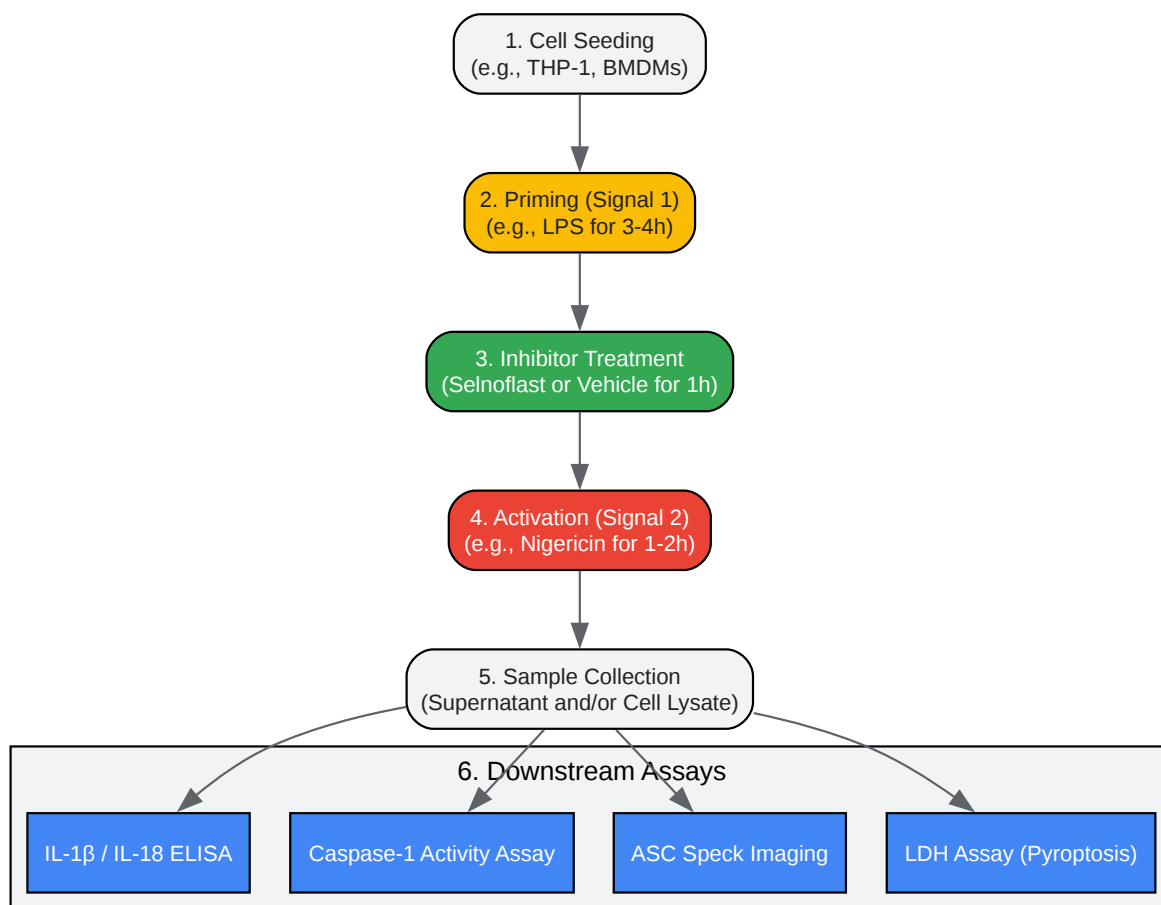 1. Cell Seeding
(e.g., THP-1, BMDMs)
2. Priming (Signal 1)
(e.g., LPS for 3-4h)
3. Inhibitor Treatment
(Selnoflast or Vehicle for 1h)
4. Activation (Signal 2)
(e.g., Nigericin for 1-2h)
5. Sample Collection
(Supernatant and/or Cell Lysate)
6. Downstream Assays
IL-1β / IL-18 ELISA
Caspase-1 Activity Assay
ASC Speck Imaging
LDH Assay (Pyroptosis)